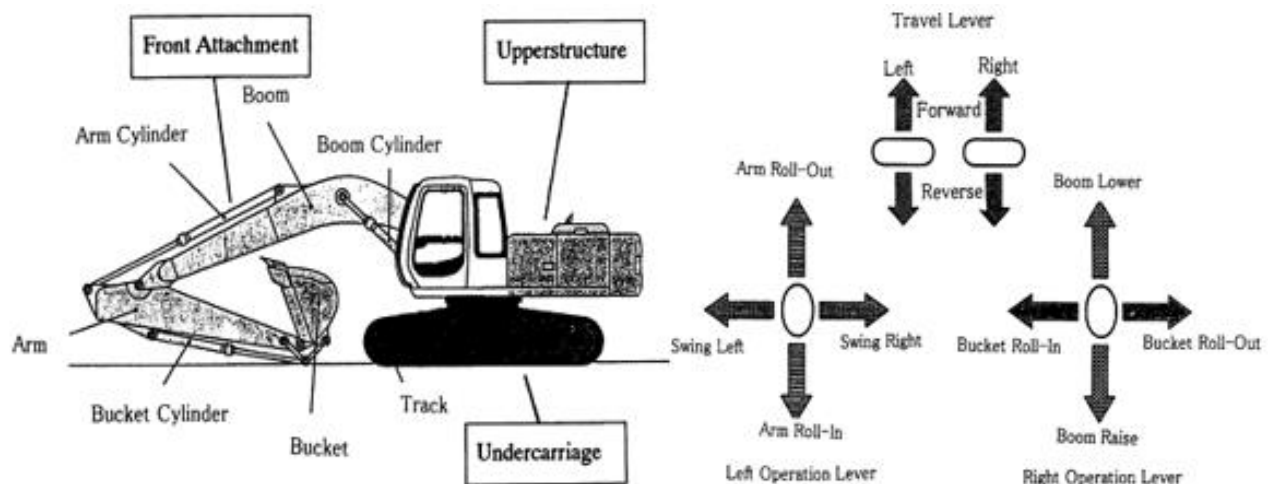 Front Attachment
Upperstructure
Boom
Arm Cylinder
Boom Cylinder
Arm
Bucket Cylinder
Bucket
Track
Undercarriage
Travel Lever
Left
Right
Forward
Reverse
Arm Roll-Out
Swing Left
Swing Right
Arm Roll-In
Left Operation Lever
Boom Lower
Bucket Roll-In
Bucket Roll-Out
Boom Raise
Right Operation Lever